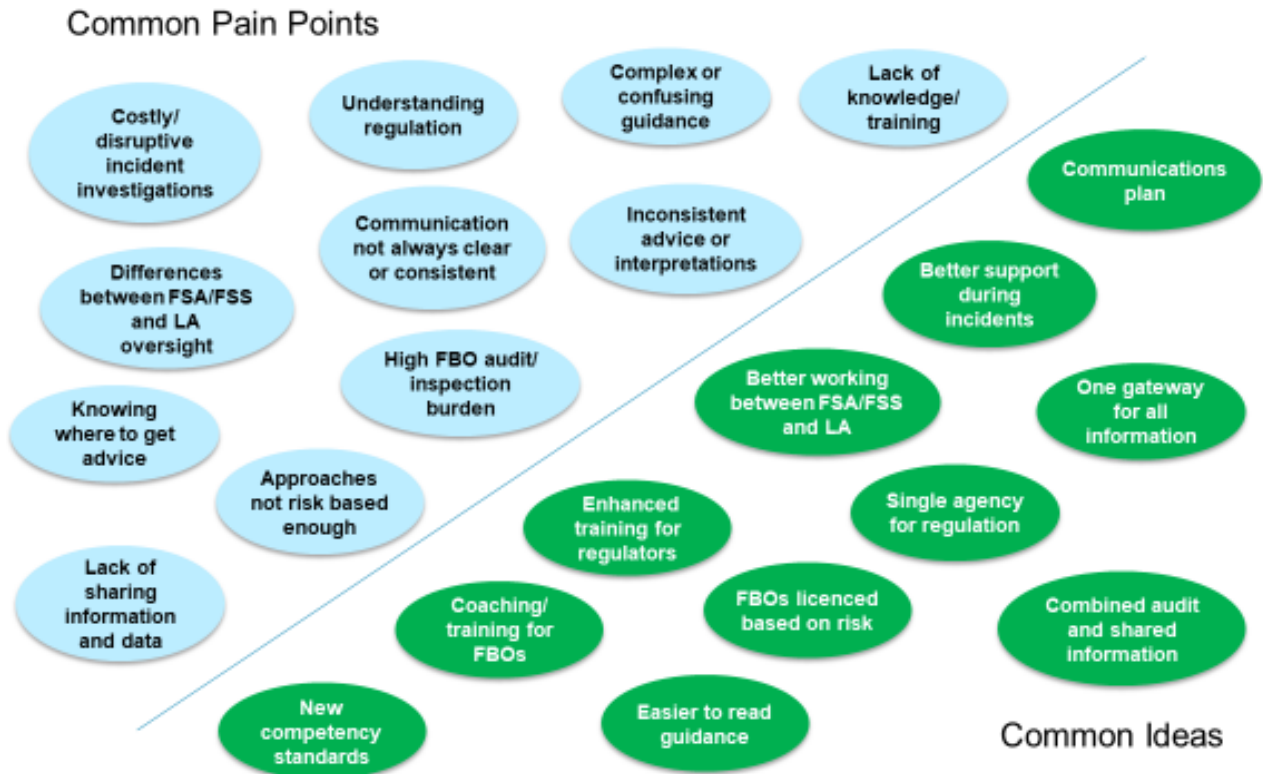 Common Pain Points
Costly/
disruptive
incident
investigations
Understanding
regulation
Complex or
confusing
guidance
Lack of
knowledge/
training
Communication
not always clear
or consistent
Inconsistent
advice or
interpretations
Differences
between FSA/FSS
and LA
oversight
High FBO audit/
inspection
burden
Knowing
where to get
advice
Approaches
not risk based
enough
Lack of
sharing
information
and data
Communications
plan
Better support
during
incidents
Better working
between FSA/FSS
and LA
One gateway
for all
information
Enhanced
training for
regulators
Single agency
for regulation
Coaching/
training for
FBOs
FBOs licenced
based on risk
Combined audit
and shared
information
New
competency
standards
Easier to read
guidance
Common Ideas